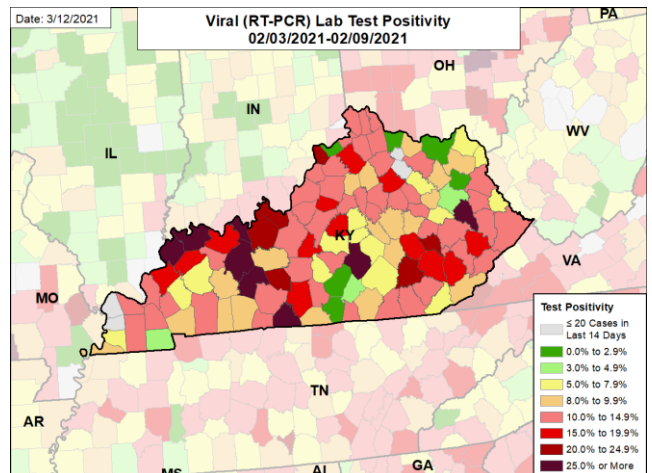 Date: 3/12/2021
Viral (RT-PCR) Lab Test Positivity
02/03/2021-02/09/2021
PA
OH
IN
IL
WV
KY
VA
MO
TN
AR
MS
AL
GA
Test Positivity
≤ 20 Cases in
Last 14 Days
0.0% to 2.9%
3.0% to 4.9%
5.0% to 7.9%
8.0% to 9.9%
10.0% to 14.9%
15.0% to 19.9%
20.0% to 24.9%
25.0% or More